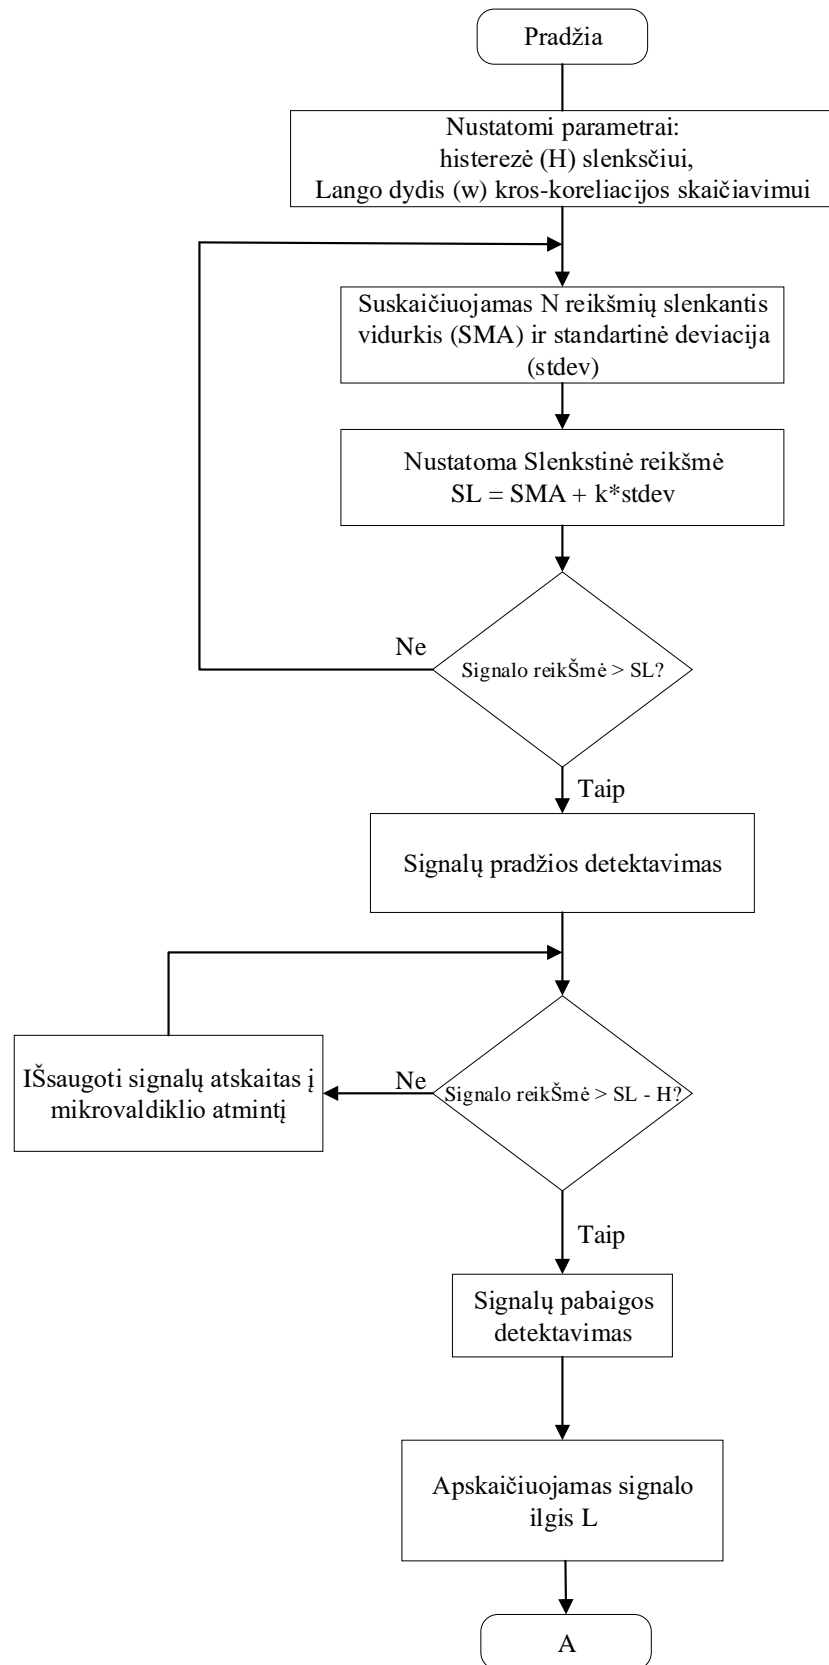 Pradžia
Nustatomi parametrai:
histerezė (H) slenksčiui,
Lango dydis (w) kros-koreliacijos skaičiavimui
Suskaičiuojamas N reikšmių slenkantis
vidurkis (SMA) ir standartinė deviacija
(stdev)
Nustatoma Slenkstinė reikšmė
SL = SMA + k*stdev
Ne
Signalo reikŠmė > SL?
Taip
Signalų pradžios detektavimas
IŠsaugoti signalų atskaitas į
mikrovaldiklio atmintį
Ne
Signalo reikŠmė > SL - H?
Taip
Signalų pabaigos
detektavimas
Apskaičiuojamas signalo
ilgis L
A